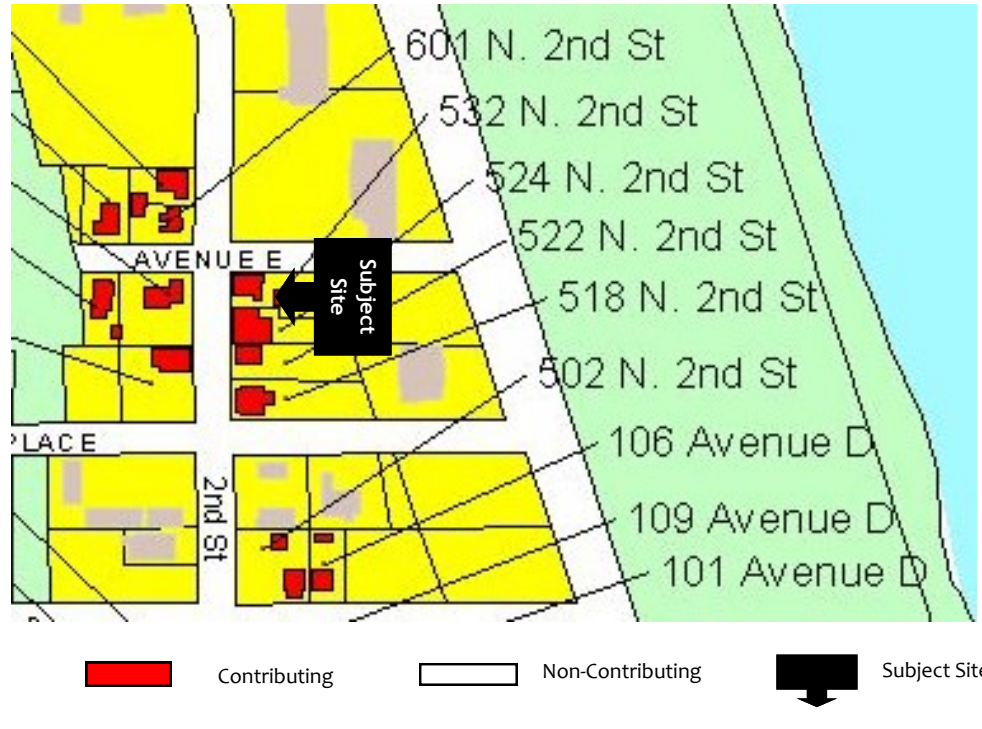 601 N. 2nd St
532 N. 2nd St
524 N. 2nd St
522 N. 2nd St
AVENUE E
Subject
Site
518 N. 2nd St
502 N. 2nd St
PLACE
106 Avenue D
2nd St
109 Avenue D
101 Avenue D
Contributing
Non-Contributing
Subject Site